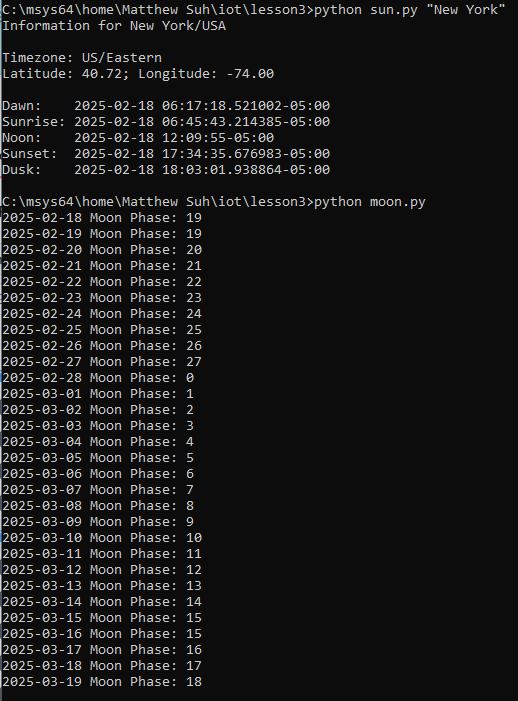 C:\msys64\home\Matthew Suh\iot\lesson3>python sun.py "New York"
Information for New York/USA

Timezone: US/Eastern
Latitude: 40.72; Longitude: -74.00

Dawn:    2025-02-18 06:17:18.521002-05:00
Sunrise: 2025-02-18 06:45:43.214385-05:00
Noon:    2025-02-18 12:09:55-05:00
Sunset:  2025-02-18 17:34:35.676983-05:00
Dusk:    2025-02-18 18:03:01.938864-05:00

C:\msys64\home\Matthew Suh\iot\lesson3>python moon.py
2025-02-18 Moon Phase: 19
2025-02-19 Moon Phase: 19
2025-02-20 Moon Phase: 20
2025-02-21 Moon Phase: 21
2025-02-22 Moon Phase: 22
2025-02-23 Moon Phase: 23
2025-02-24 Moon Phase: 24
2025-02-25 Moon Phase: 25
2025-02-26 Moon Phase: 26
2025-02-27 Moon Phase: 27
2025-02-28 Moon Phase: 0
2025-03-01 Moon Phase: 1
2025-03-02 Moon Phase: 2
2025-03-03 Moon Phase: 3
2025-03-04 Moon Phase: 4
2025-03-05 Moon Phase: 5
2025-03-06 Moon Phase: 6
2025-03-07 Moon Phase: 7
2025-03-08 Moon Phase: 8
2025-03-09 Moon Phase: 9
2025-03-10 Moon Phase: 10
2025-03-11 Moon Phase: 11
2025-03-12 Moon Phase: 12
2025-03-13 Moon Phase: 13
2025-03-14 Moon Phase: 14
2025-03-15 Moon Phase: 15
2025-03-16 Moon Phase: 15
2025-03-17 Moon Phase: 16
2025-03-18 Moon Phase: 17
2025-03-19 Moon Phase: 18